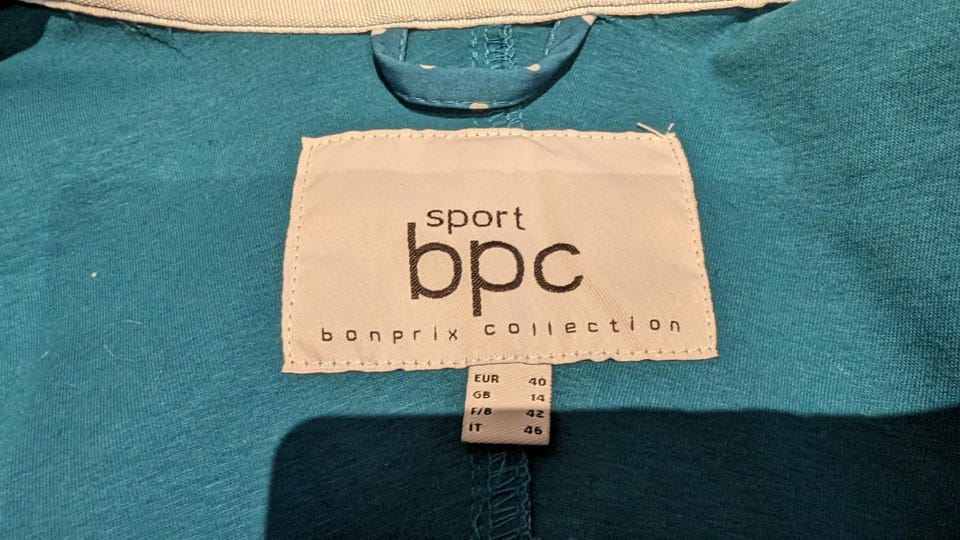 sport
bpc
bonprix collection
EUR 40
GB 14
F/B 42
IT 46